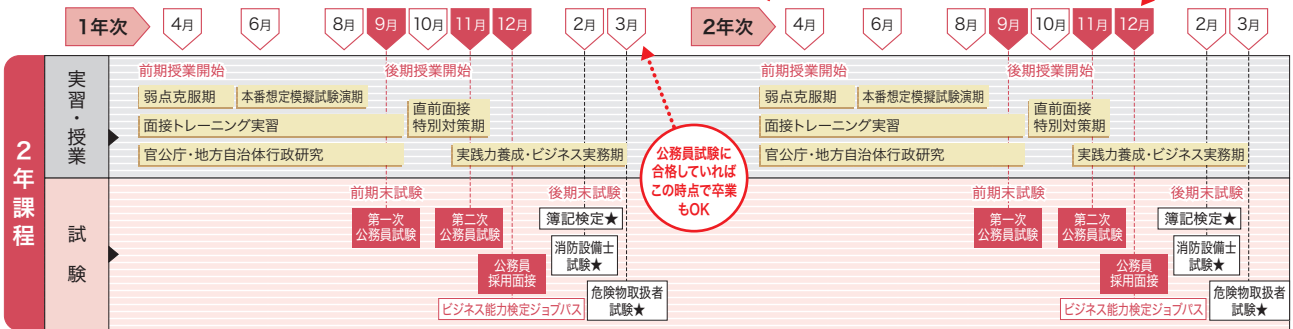 1年次
4月
6月
8月
9月
10月
11月
12月
2月
3月
2年次
4月
6月
8月
9月
10月
11月
12月
2月
3月
2年課程
実習・授業
前期授業開始
後期授業開始
弱点克服期
本番想定模擬試験演期
直前面接
特別対策期
面接トレーニング実習
官公庁・地方自治体行政研究
実践力養成・ビジネス実務期
公務員試験に
合格していれば
この時点で卒業
もOK
前期授業開始
後期授業開始
弱点克服期
本番想定模擬試験演期
直前面接
特別対策期
面接トレーニング実習
官公庁・地方自治体行政研究
実践力養成・ビジネス実務期
試験
前期末試験
後期末試験
第一次
公務員試験
第二次
公務員試験
簿記検定★
消防設備士
試験★
公務員
採用面接
危険物取扱者
試験★
ビジネス能力検定ジョブパス
前期末試験
後期末試験
第一次
公務員試験
第二次
公務員試験
簿記検定★
消防設備士
試験★
公務員
採用面接
危険物取扱者
試験★
ビジネス能力検定ジョブパス